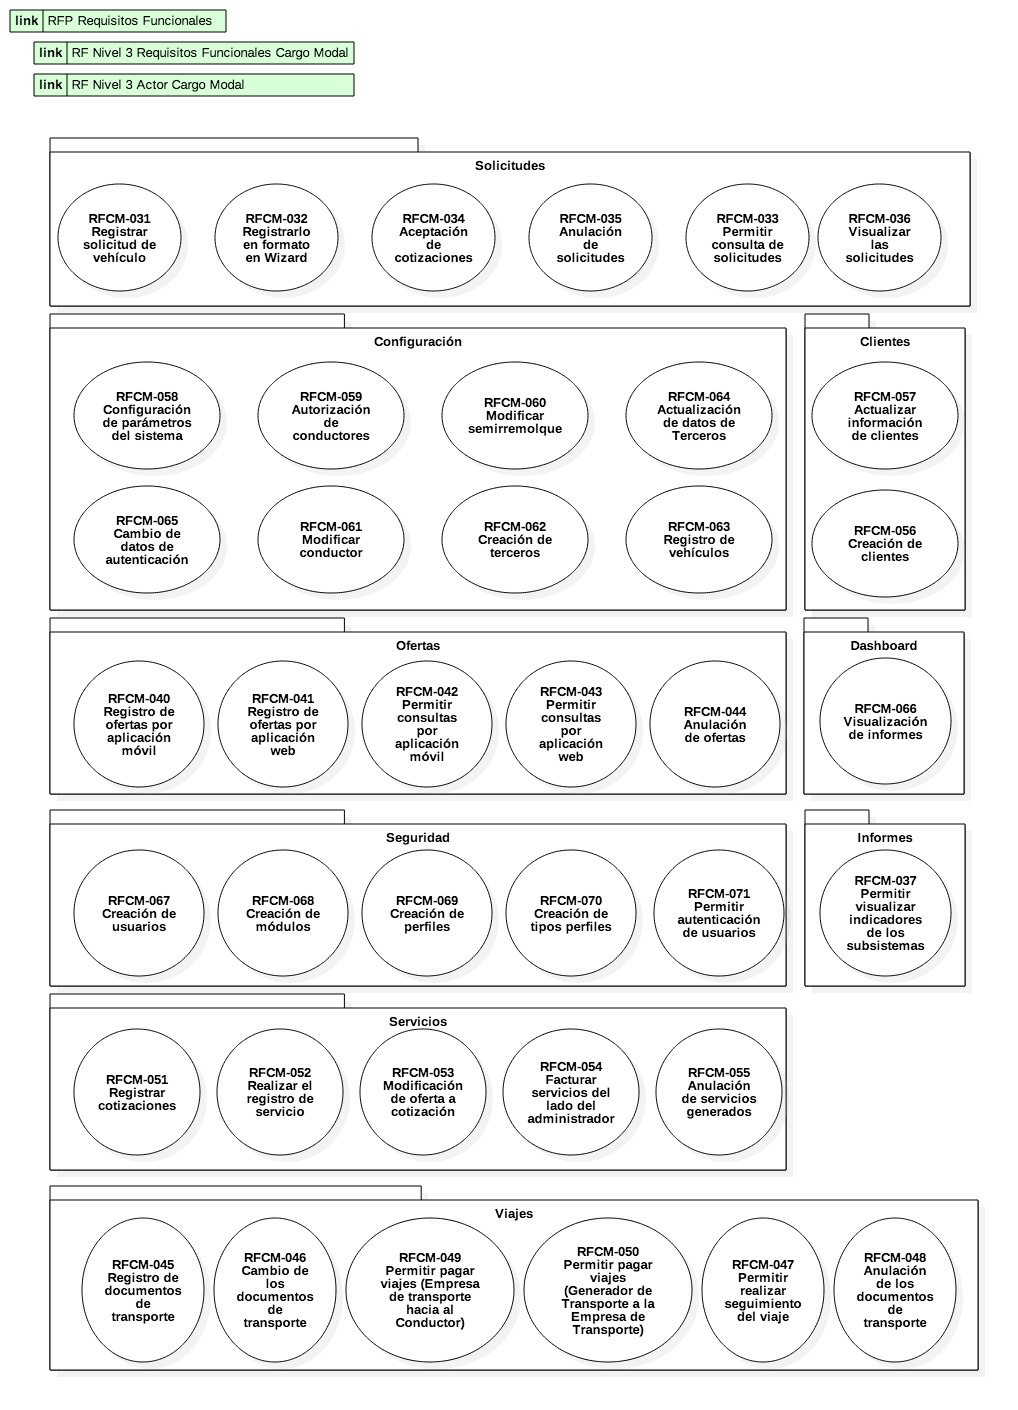 link RFP Requisitos Funcionales
link RF Nivel 3 Requisitos Funcionales Cargo Modal
link RF Nivel 3 Actor Cargo Modal
Solicitudes
RFCM-031
Registrar
solicitud de
vehículo
RFCM-032
Registrarlo
en formato
en Wizard
RFCM-034
Aceptación
de
cotizaciones
RFCM-035
Anulación
de
solicitudes
RFCM-033
Permitir
consulta de
solicitudes
RFCM-036
Visualizar
las
solicitudes
Configuración
RFCM-058
Configuración
de parámetros
del sistema
RFCM-059
Autorización
de
conductores
RFCM-060
Modificar
semirremolque
RFCM-064
Actualización
de datos de
Terceros
RFCM-065
Cambio de
datos de
autenticación
RFCM-061
Modificar
conductor
RFCM-062
Creación de
terceros
RFCM-063
Registro de
vehículos
Clientes
RFCM-057
Actualizar
información
de clientes
RFCM-056
Creación de
clientes
Ofertas
RFCM-040
Registro de
ofertas por
aplicación
móvil
RFCM-041
Registro de
ofertas por
aplicación
web
RFCM-042
Permitir
consultas
por
aplicación
móvil
RFCM-043
Permitir
consultas
por
aplicación
web
RFCM-044
Anulación
de ofertas
Dashboard
RFCM-066
Visualización
de informes
Seguridad
RFCM-067
Creación de
usuarios
RFCM-068
Creación de
módulos
RFCM-069
Creación de
perfiles
RFCM-070
Creación de
tipos perfiles
RFCM-071
Permitir
autenticación
de usuarios
Informes
RFCM-037
Permitir
visualizar
indicadores
de los
subsistemas
Servicios
RFCM-051
Registrar
cotizaciones
RFCM-052
Realizar el
registro de
servicio
RFCM-053
Modificación
de oferta a
cotización
RFCM-054
Facturar
servicios del
lado del
administrador
RFCM-055
Anulación
de servicios
generados
Viajes
RFCM-045
Registro de
documentos
de
transporte
RFCM-046
Cambio de
los
documentos
de
transporte
RFCM-049
Permitir pagar
viajes (Empresa
de transporte
hacia al
Conductor)
RFCM-050
Permitir pagar
viajes
(Generador de
Transporte a la
Empresa de
Transporte)
RFCM-047
Permitir
realizar
seguimiento
del viaje
RFCM-048
Anulación
de los
documentos
de
transporte